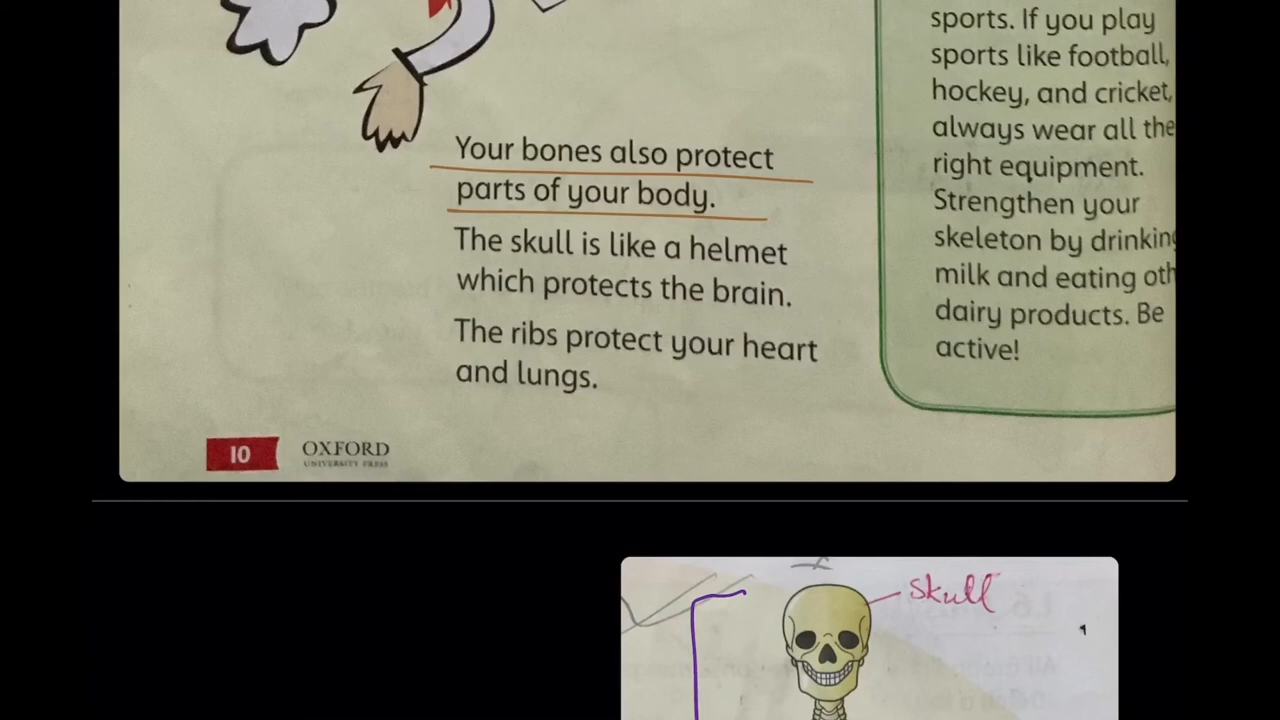 Your bones also protect
parts of your body.
The skull is like a helmet
which protects the brain.
The ribs protect your heart
and lungs.
sports. If you play
sports like football,
hockey, and cricket,
always wear all the
right equipment.
Strengthen your
skeleton by drinking
milk and eating oth
dairy products. Be
active!
10
OXFORD
UNIVERSITY PRESS
Skull